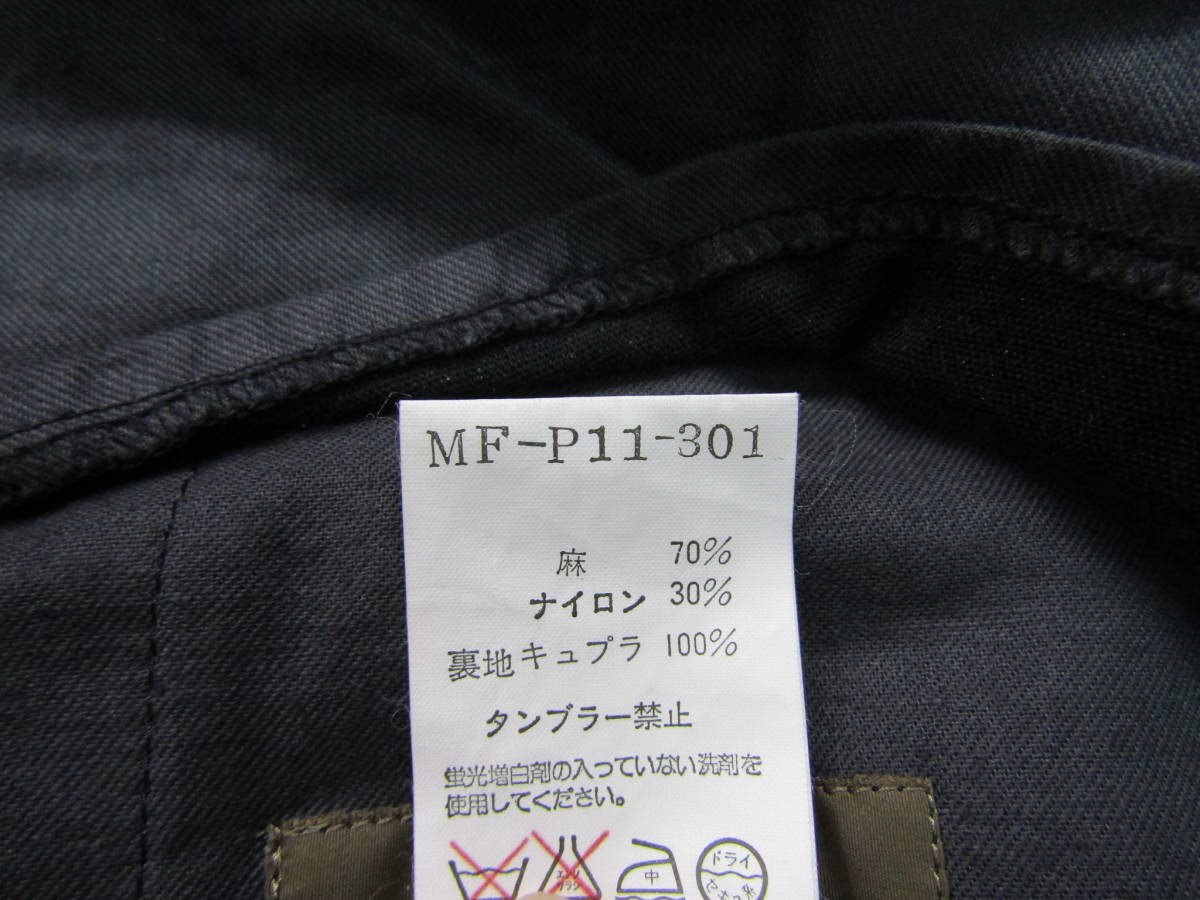 MF-P11-301
麻 70%
ナイロン 30%
裏地キュプラ 100%
タンブラー禁止
蛍光増白剤の入っていない洗剤を
使用してください。
中
ドライ